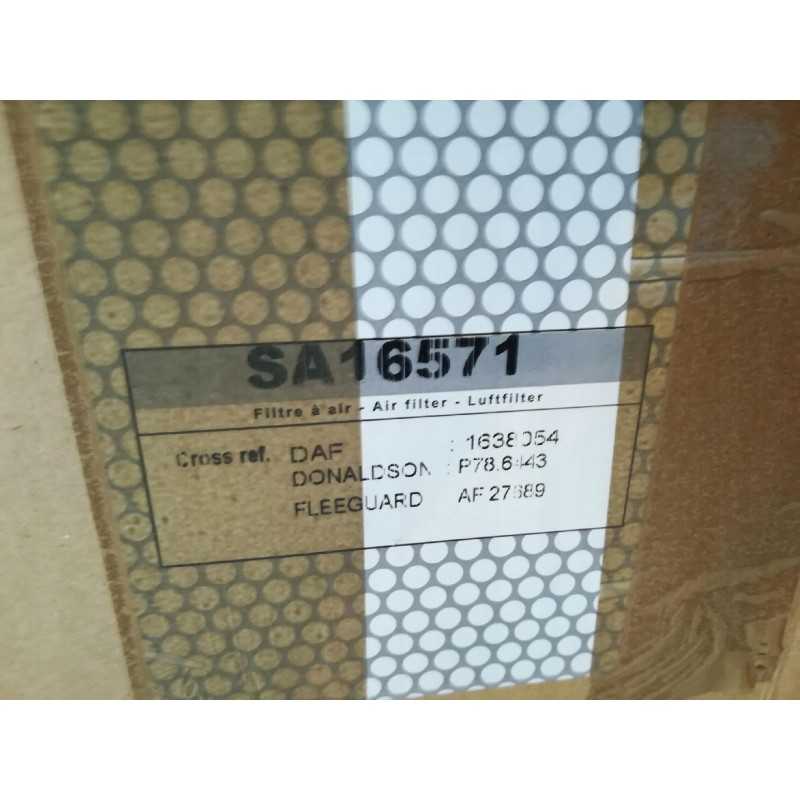 SA16571
Filtre à air - Air filter - Luftfilter
Cross ref. DAF : 1638054
DONALDSON : P78.6443
FLEEGUARD AF 27689